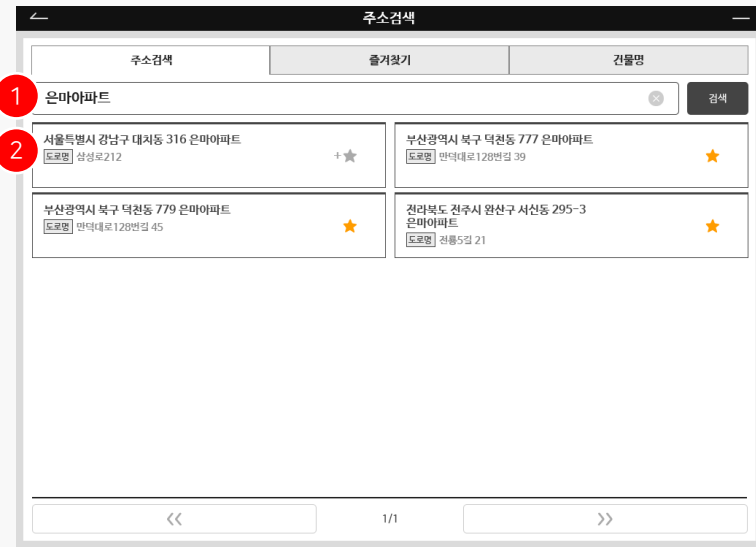 주소검색
주소검색 즐겨찾기 건물명
1 은마아파트 검색
2 서울특별시 강남구 대치동 316 은마아파트
도로명 삼성로212
부산광역시 북구 덕천동 777 은마아파트
도로명 만덕대로128번길 39
부산광역시 북구 덕천동 779 은마아파트
도로명 만덕대로128번길 45
전라북도 전주시 완산구 서신동 295-3
은마아파트
도로명 전룡5길 21
1/1